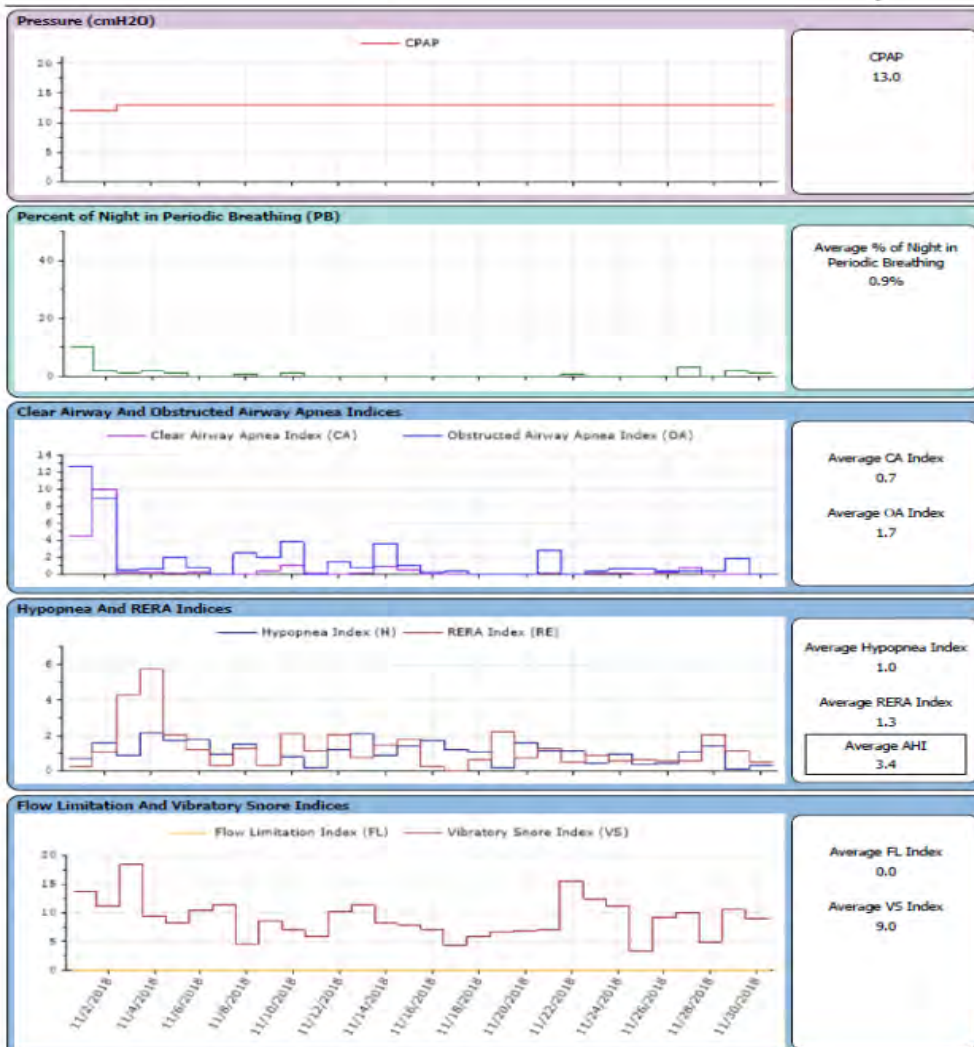 Pressure (cmH2O)
CPAP
20
15
10
5
0
CPAP
13.0
Percent of Night in Periodic Breathing (PB)
40
20
0
Average % of Night in
Periodic Breathing
0.9%
Clear Airway And Obstructed Airway Apnea Indices
Clear Airway Apnea Index (CA) Obstructed Airway Apnea Index (OA)
14
12
10
8
6
4
2
0
Average CA Index
0.7
Average OA Index
1.7
Hypopnea And RERA Indices
Hypopnea Index (H) RERA Index (RE)
6
4
2
0
Average Hypopnea Index
1.0
Average RERA Index
1.3
Average AHI
3.4
Flow Limitation And Vibratory Snore Indices
Flow Limitation Index (FL) Vibratory Snore Index (VS)
20
15
10
5
0
Average FL Index
0.0
Average VS Index
9.0
11/2/2018 11/4/2018 11/6/2018 11/8/2018 11/10/2018 11/12/2018 11/14/2018 11/16/2018 11/18/2018 11/20/2018 11/22/2018 11/24/2018 11/26/2018 11/28/2018 11/30/2018